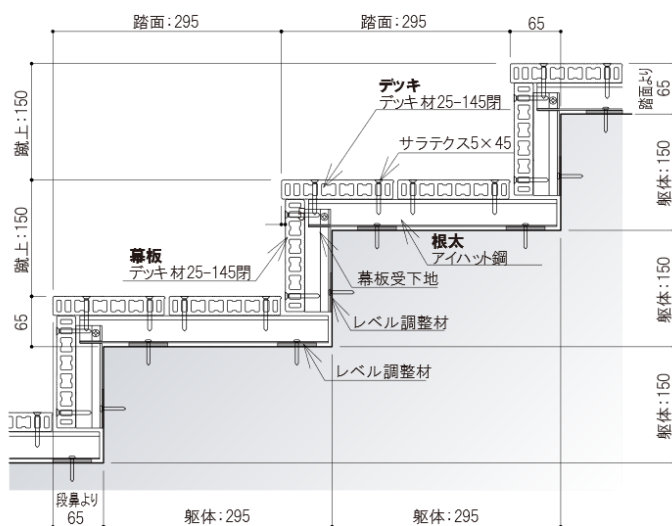 踏面：295
踏面：295
65
蹴上：150
蹴上：150
65
デッキ
デッキ材25-145閉
サラテクス5×45
踏面より
65
躯体：150
躯体：150
躯体：150
幕板
デッキ材25-145閉
根太
アイハット鋼
幕板受下地
レベル調整材
レベル調整材
段鼻より
65
躯体：295
躯体：295